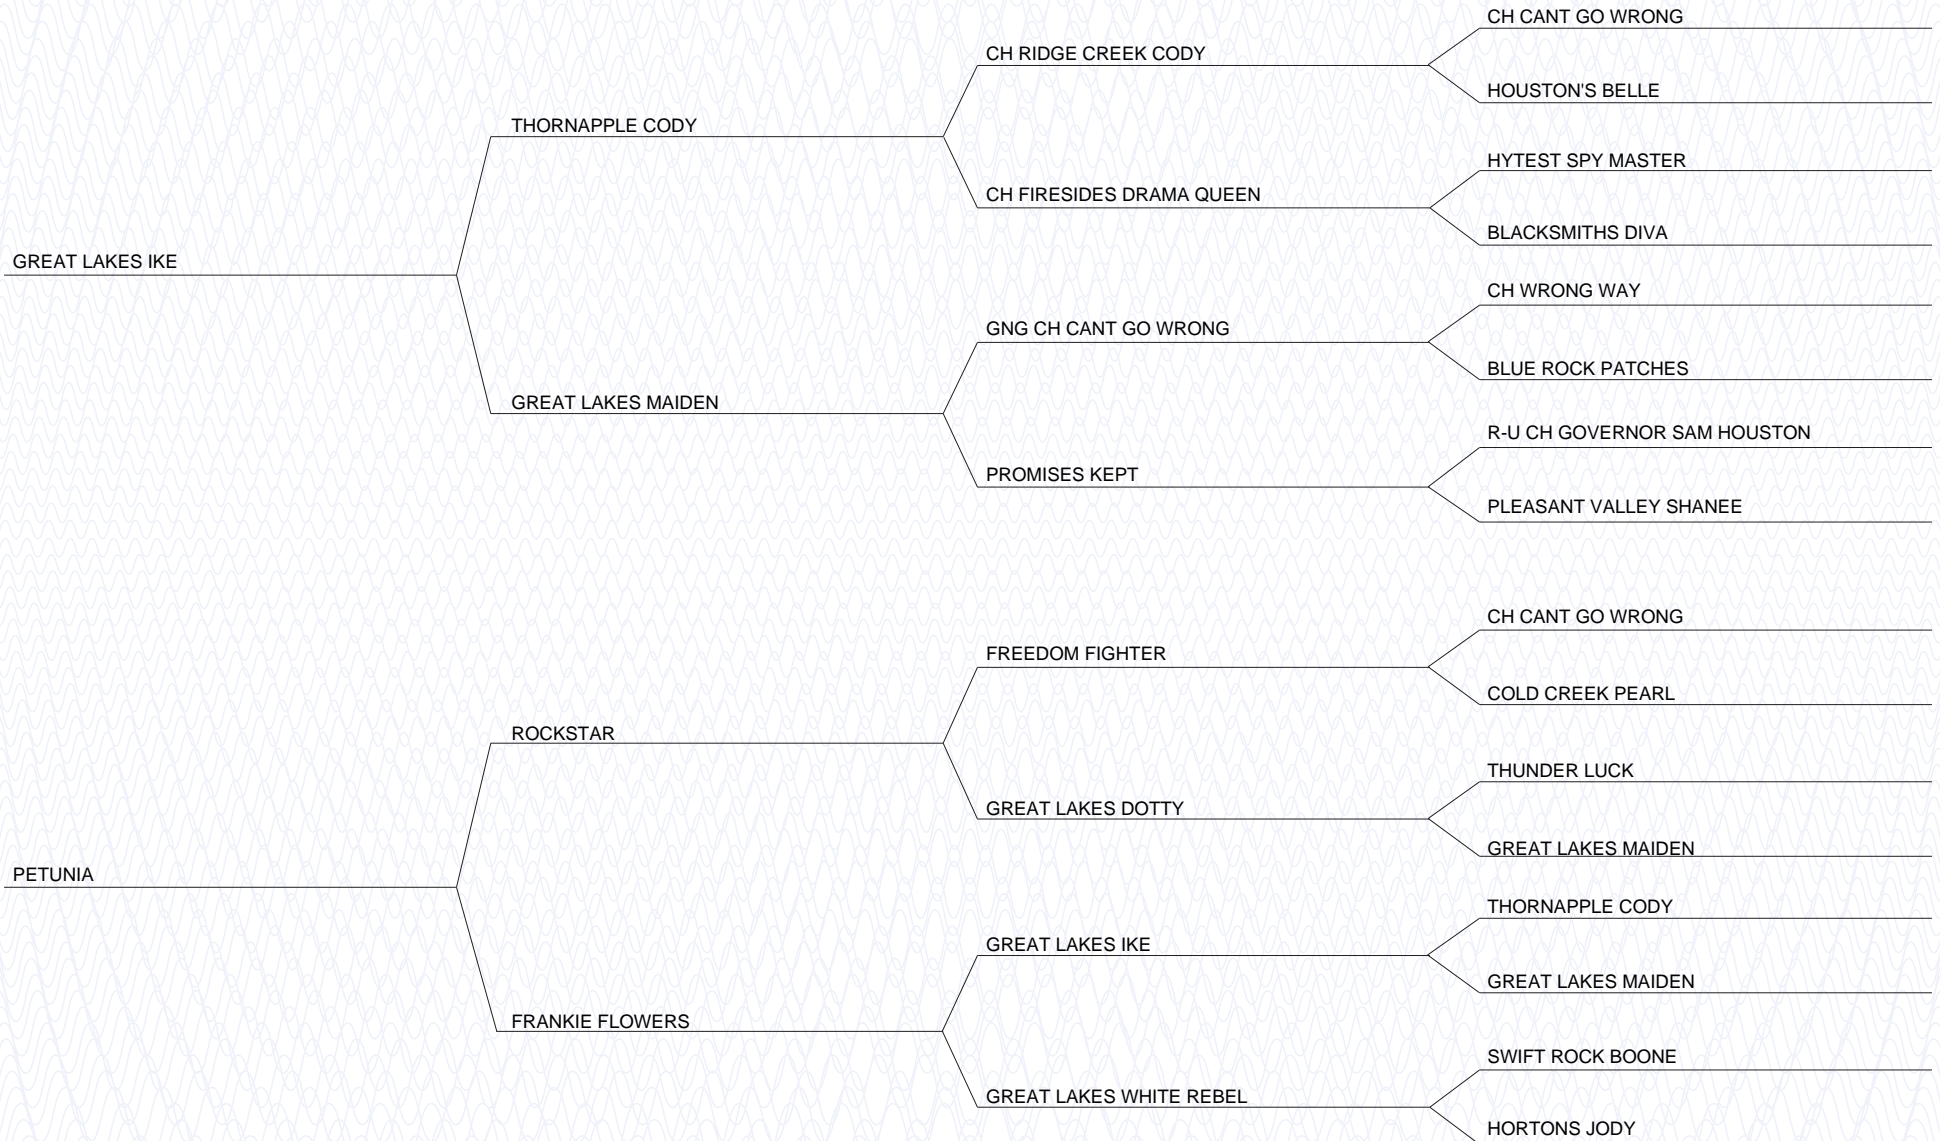 CH CANT GO WRONG
CH RIDGE CREEK CODY
HOUSTON'S BELLE
THORNAPPLE CODY
HYTEST SPY MASTER
CH FIRESIDES DRAMA QUEEN
BLACKSMITHS DIVA
GREAT LAKES IKE
CH WRONG WAY
GNG CH CANT GO WRONG
BLUE ROCK PATCHES
GREAT LAKES MAIDEN
R-U CH GOVERNOR SAM HOUSTON
PROMISES KEPT
PLEASANT VALLEY SHANEE
CH CANT GO WRONG
FREEDOM FIGHTER
COLD CREEK PEARL
ROCKSTAR
THUNDER LUCK
GREAT LAKES DOTTY
GREAT LAKES MAIDEN
PETUNIA
THORNAPPLE CODY
GREAT LAKES IKE
GREAT LAKES MAIDEN
FRANKIE FLOWERS
SWIFT ROCK BOONE
GREAT LAKES WHITE REBEL
HORTONS JODY